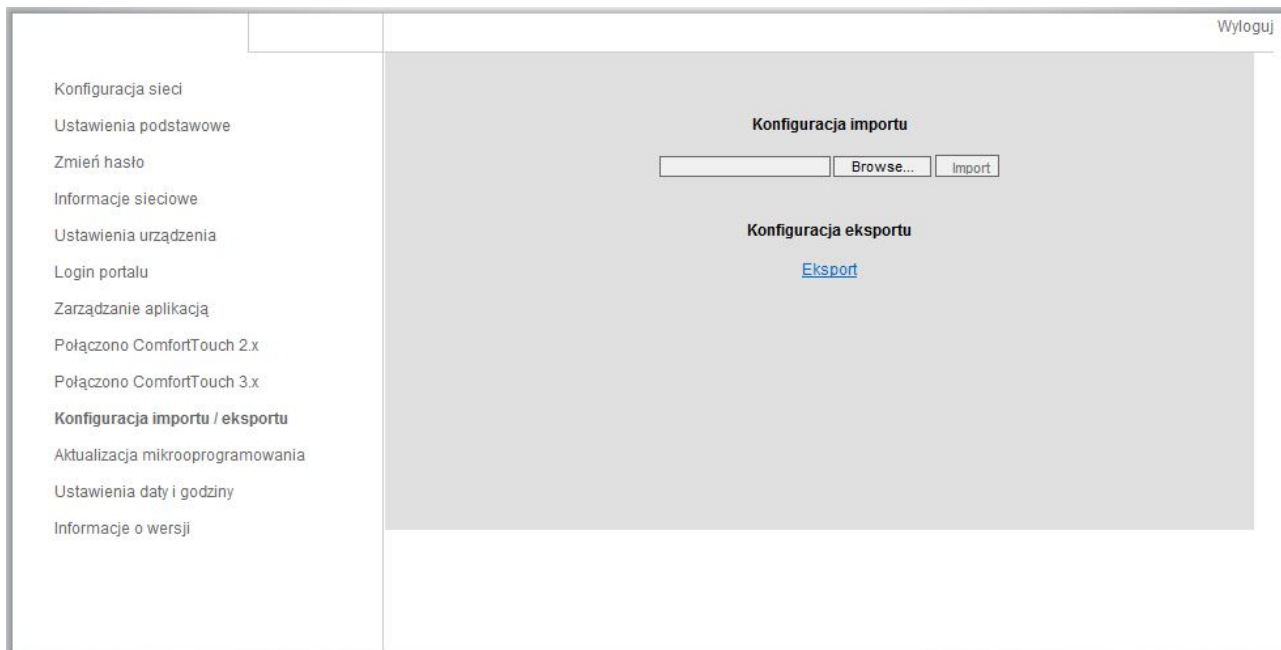 Wyloguj
Konfiguracja sieci
Ustawienia podstawowe
Zmień hasło
Informacje sieciowe
Ustawienia urządzenia
Login portalu
Zarządzanie aplikacją
Połączono ComfortTouch 2.x
Połączono ComfortTouch 3.x
Konfiguracja importu / eksportu
Aktualizacja mikrooprogramowania
Ustawienia daty i godziny
Informacje o wersji
Konfiguracja importu
Browse... Import
Konfiguracja eksportu
Eksport